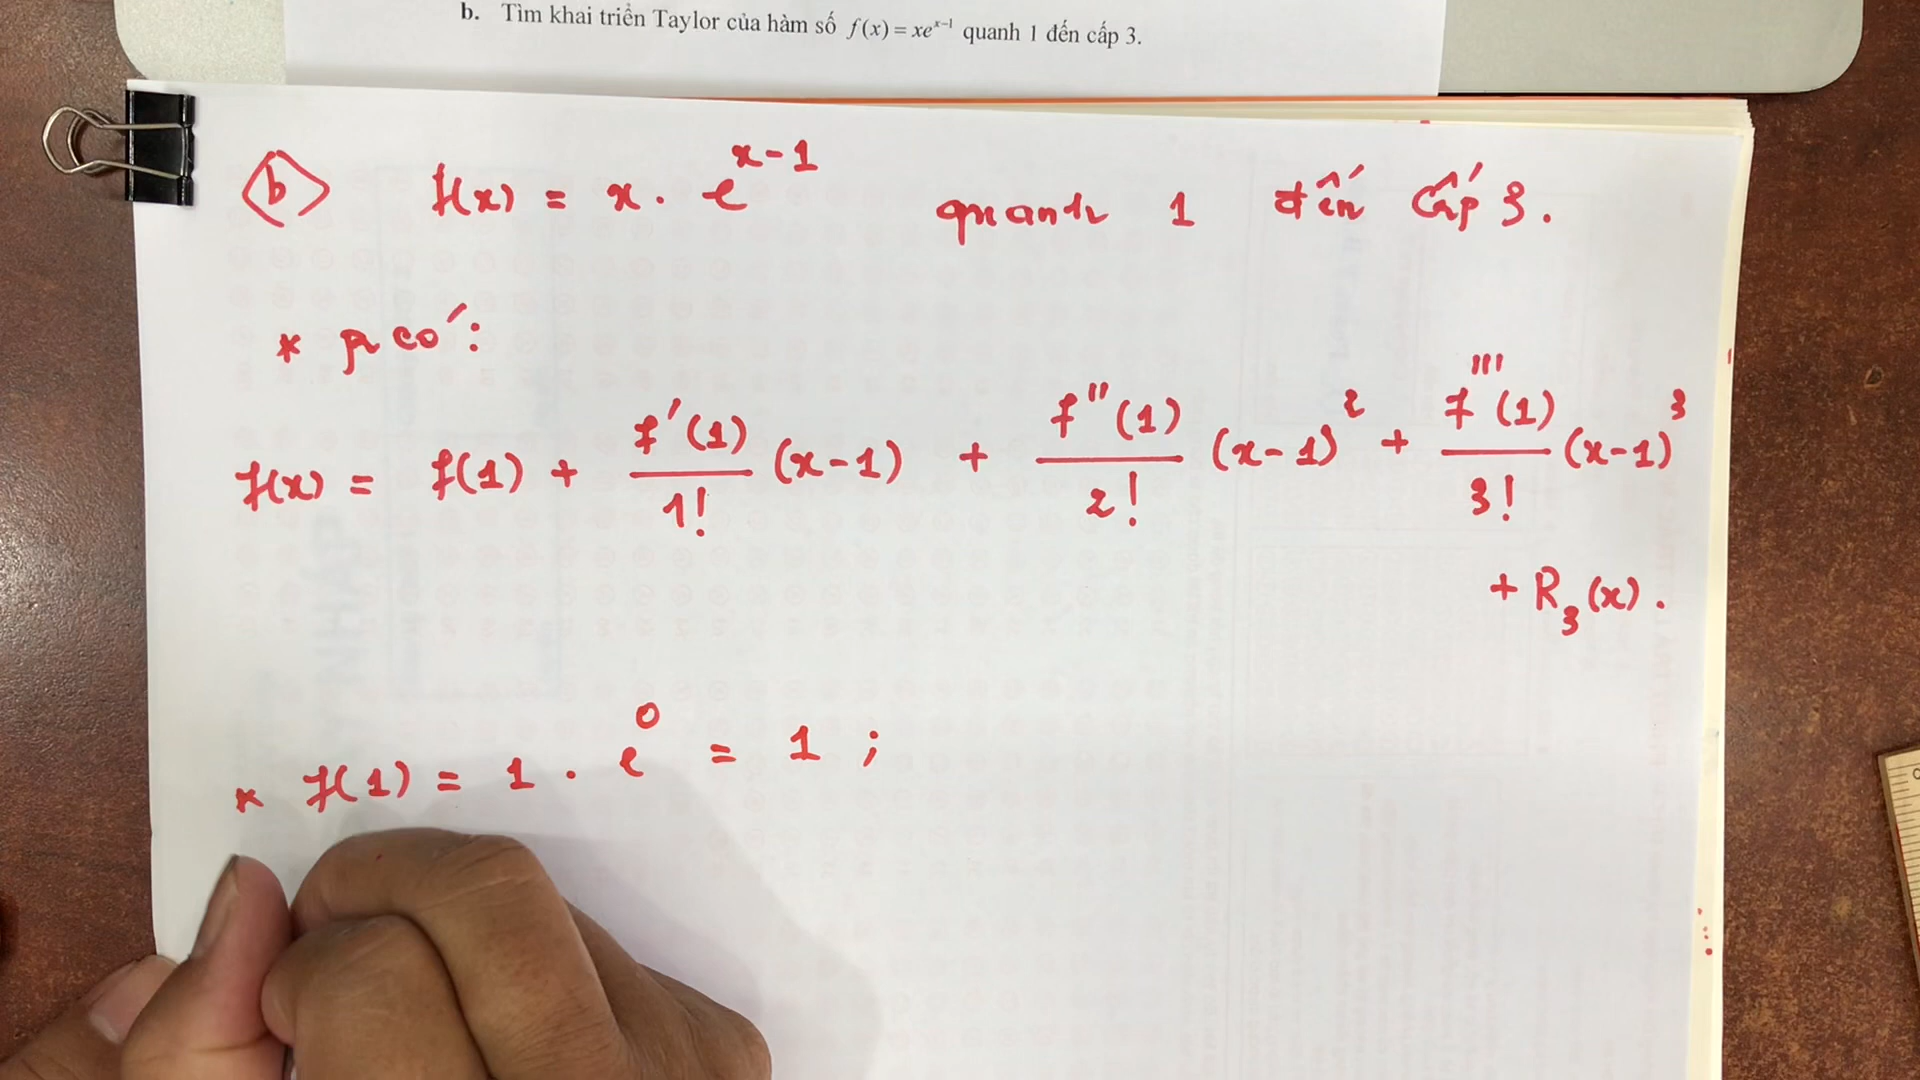 b. Tìm khai triển Taylor của hàm số f(x) = xe^{x-1} quanh 1 đến cấp 3.
b f(x) = x . e^{x-1} quanh 1 đến cấp 3.
* có:
f(x) = f(1) + f'(1)/1! (x-1) + f''(1)/2! (x-1)^2 + f'''(1)/3! (x-1)^3
+ R_3(x).
* f(1) = 1 . e^0 = 1 ;